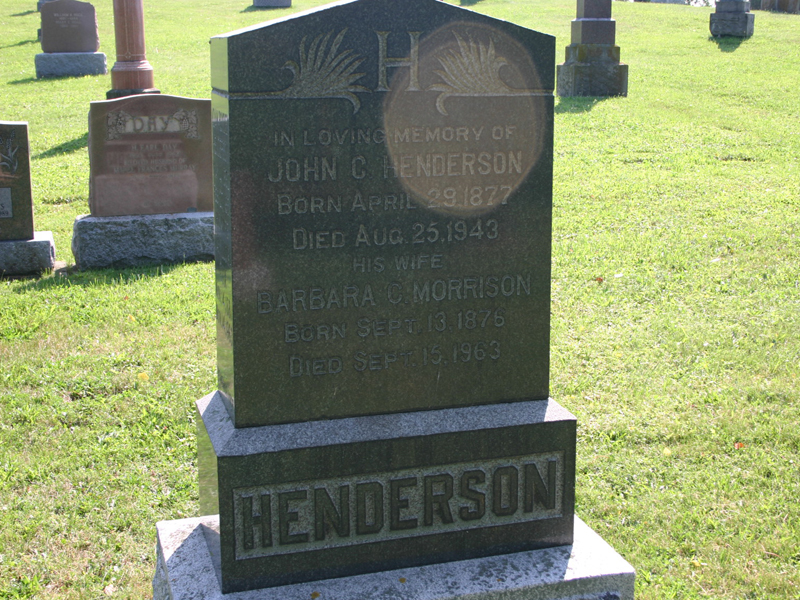 H
IN LOVING MEMORY OF
JOHN C. HENDERSON
BORN APRIL 29, 1877
DIED AUG. 25, 1943
HIS WIFE
BARBARA C. MORRISON
BORN SEPT. 13, 1876
DIED SEPT. 15, 1963
HENDERSON
DAY